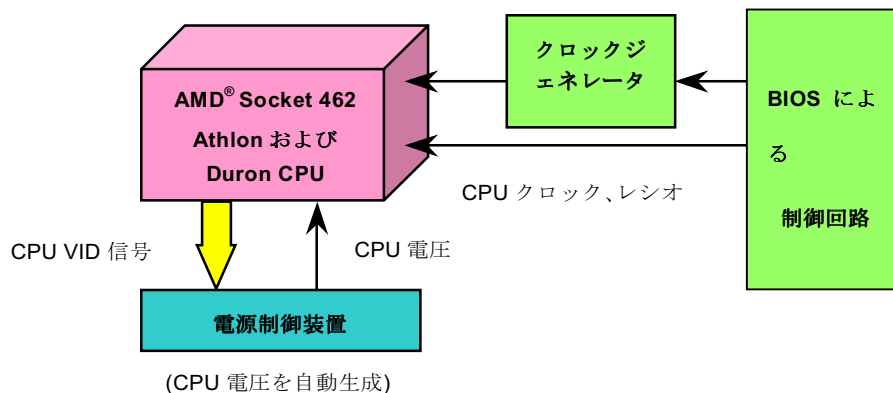 AMD® Socket 462
Athlon および
Duron CPU
クロックジ
ェネレータ
BIOS によ
る
制御回路
CPU クロック、レシオ
CPU VID 信号
CPU 電圧
電源制御装置
(CPU 電圧を自動生成)